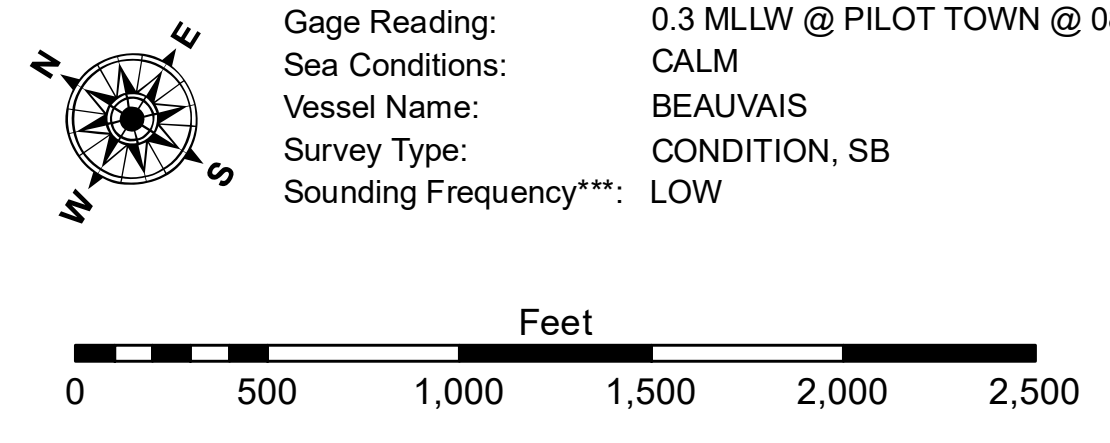 N
E
S
W
Gage Reading: 0.3 MLLW @ PILOT TOWN @
Sea Conditions: CALM
Vessel Name: BEAUVAIS
Survey Type: CONDITION, SB
Sounding Frequency***: LOW
Feet
0 500 1,000 1,500 2,000 2,500